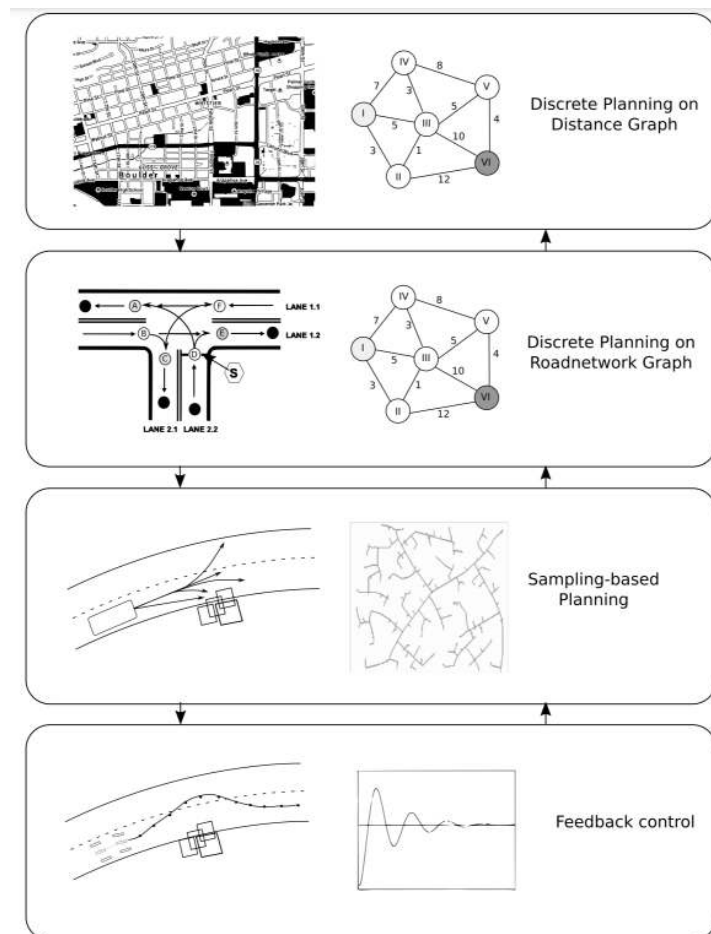 Boulder
IV
8
7
3
V
I
5
5
III
4
10
3
1
VI
II
12
Discrete Planning on
Distance Graph
A
F
LANE 1.1
B
E
LANE 1.2
C
D
S
LANE 2.1
LANE 2.2
IV
8
7
3
V
I
5
5
III
4
10
3
1
VI
II
12
Discrete Planning on
Roadnetwork Graph
Sampling-based
Planning
Feedback control